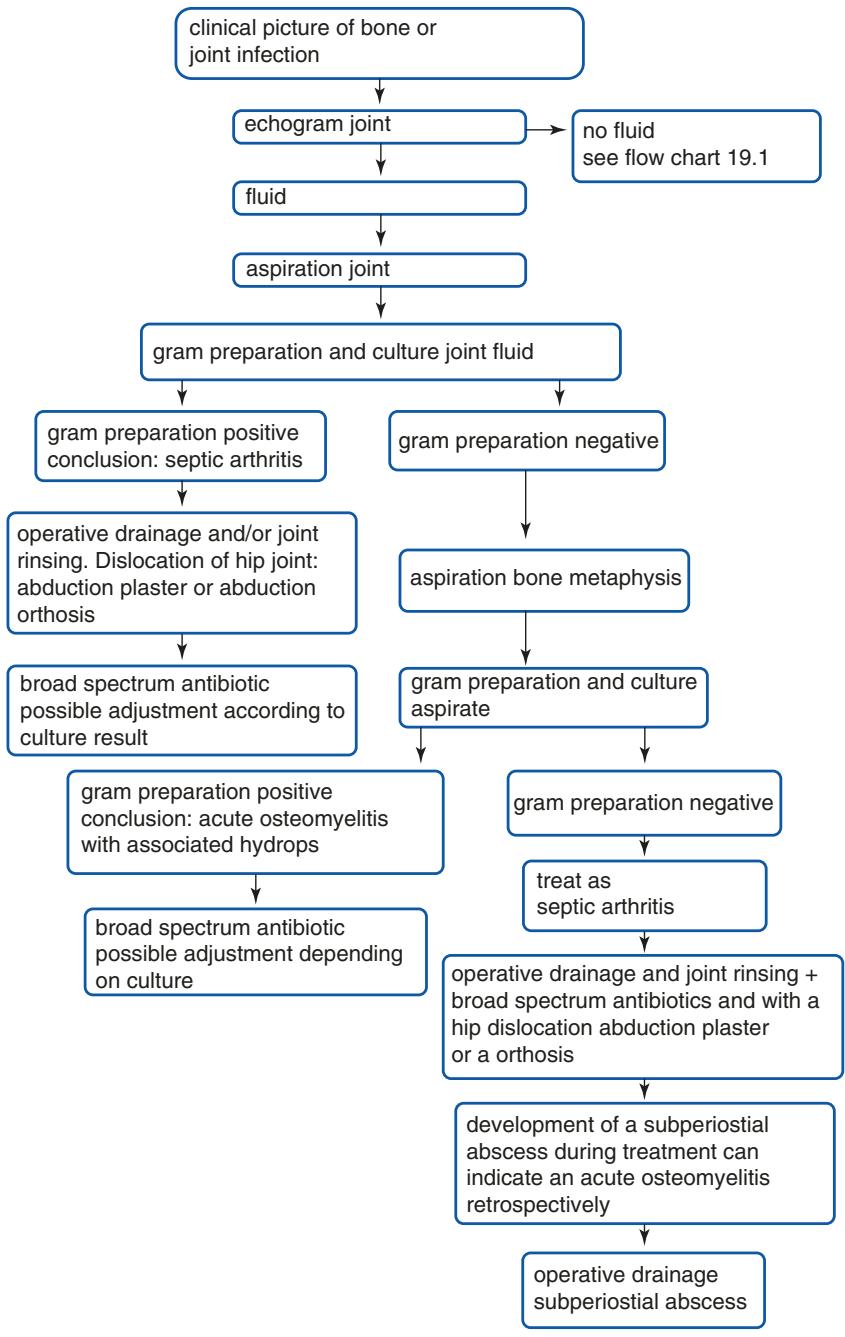 clinical picture of bone or
joint infection
echogram joint
no fluid
see flow chart 19.1
fluid
aspiration joint
gram preparation and culture joint fluid
gram preparation positive
conclusion: septic arthritis
gram preparation negative
operative drainage and/or joint
rinsing. Dislocation of hip joint:
abduction plaster or abduction
orthosis
aspiration bone metaphysis
broad spectrum antibiotic
possible adjustment according to
culture result
gram preparation and culture
aspirate
gram preparation positive
conclusion: acute osteomyelitis
with associated hydrops
gram preparation negative
broad spectrum antibiotic
possible adjustment depending
on culture
treat as
septic arthritis
operative drainage and joint rinsing +
broad spectrum antibiotics and with a
hip dislocation abduction plaster
or a orthosis
development of a subperiostial
abscess during treatment can
indicate an acute osteomyelitis
retrospectively
operative drainage
subperiostial abscess